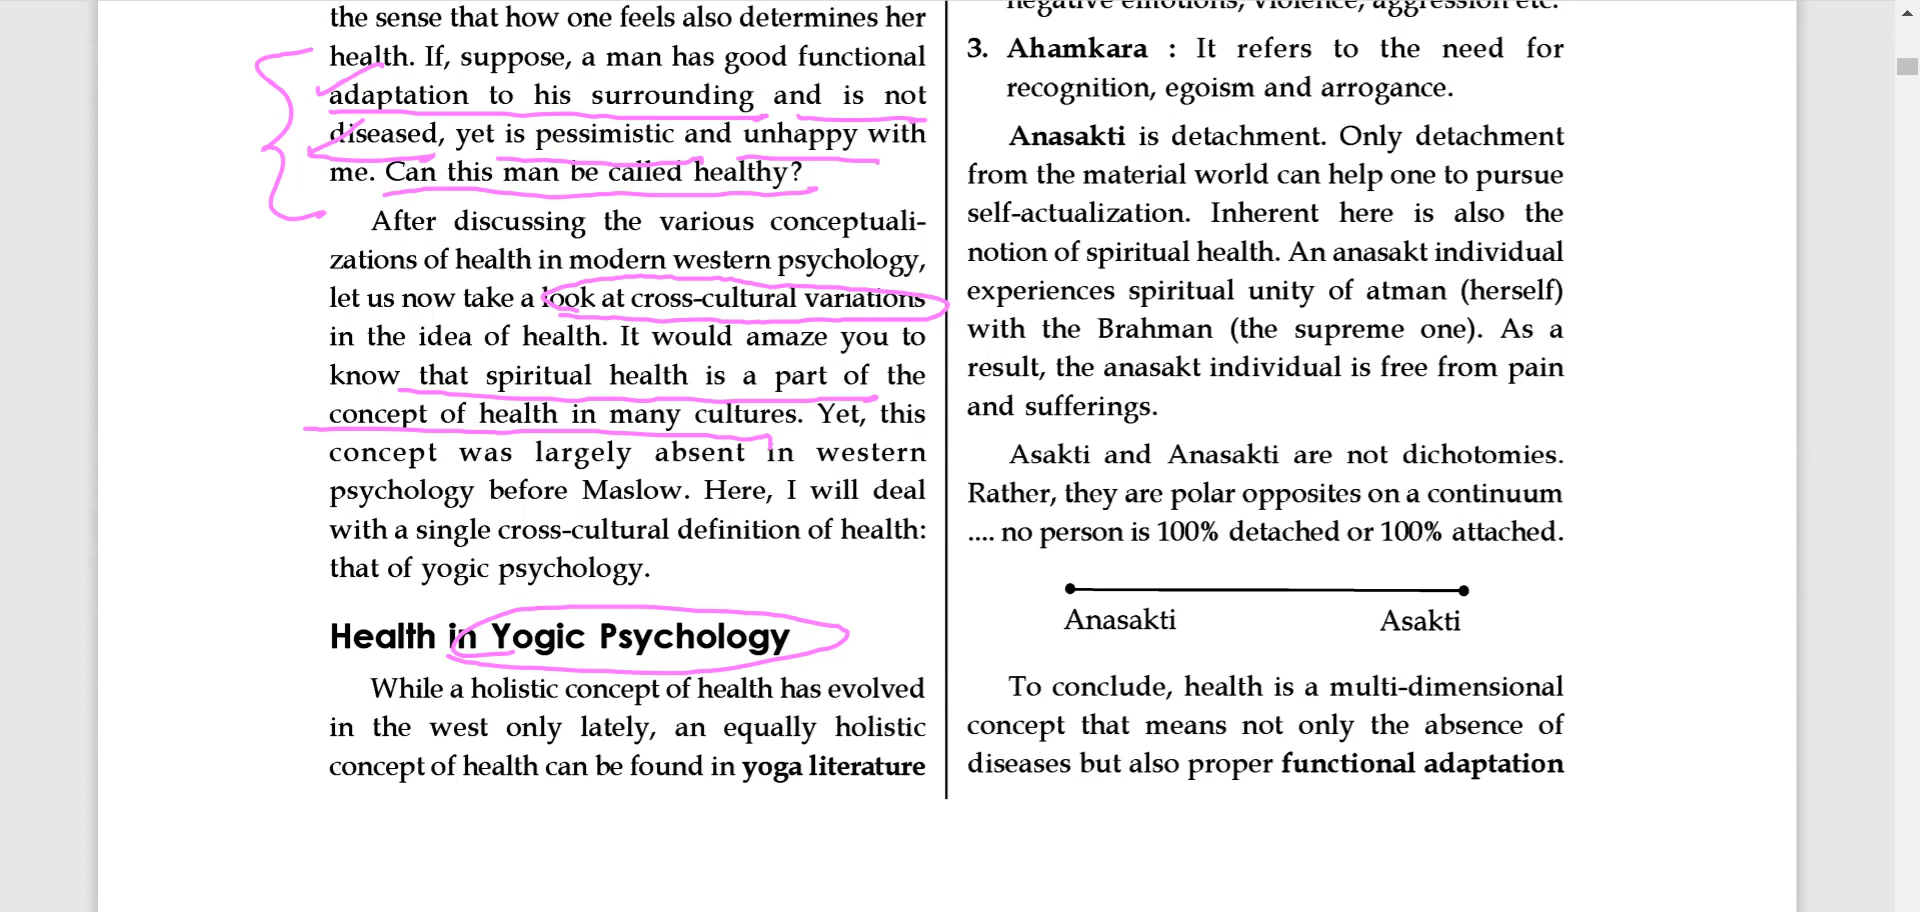 the sense that how one feels also determines her
health. If, suppose, a man has good functional
adaptation to his surrounding and is not
diseased, yet is pessimistic and unhappy with
me. Can this man be called healthy?
After discussing the various conceptuali-
zations of health in modern western psychology,
let us now take a look at cross-cultural variations
in the idea of health. It would amaze you to
know that spiritual health is a part of the
concept of health in many cultures. Yet, this
concept was largely absent in western
psychology before Maslow. Here, I will deal
with a single cross-cultural definition of health:
that of yogic psychology.
Health in Yogic Psychology
While a holistic concept of health has evolved
in the west only lately, an equally holistic
concept of health can be found in yoga literature
negative emotions, violence, aggression etc.
3. Ahamkara : It refers to the need for
recognition, egoism and arrogance.
Anasakti is detachment. Only detachment
from the material world can help one to pursue
self-actualization. Inherent here is also the
notion of spiritual health. An anasakt individual
experiences spiritual unity of atman (herself)
with the Brahman (the supreme one). As a
result, the anasakt individual is free from pain
and sufferings.
Asakti and Anasakti are not dichotomies.
Rather, they are polar opposites on a continuum
.... no person is 100% detached or 100% attached.
Anasakti Asakti
To conclude, health is a multi-dimensional
concept that means not only the absence of
diseases but also proper functional adaptation